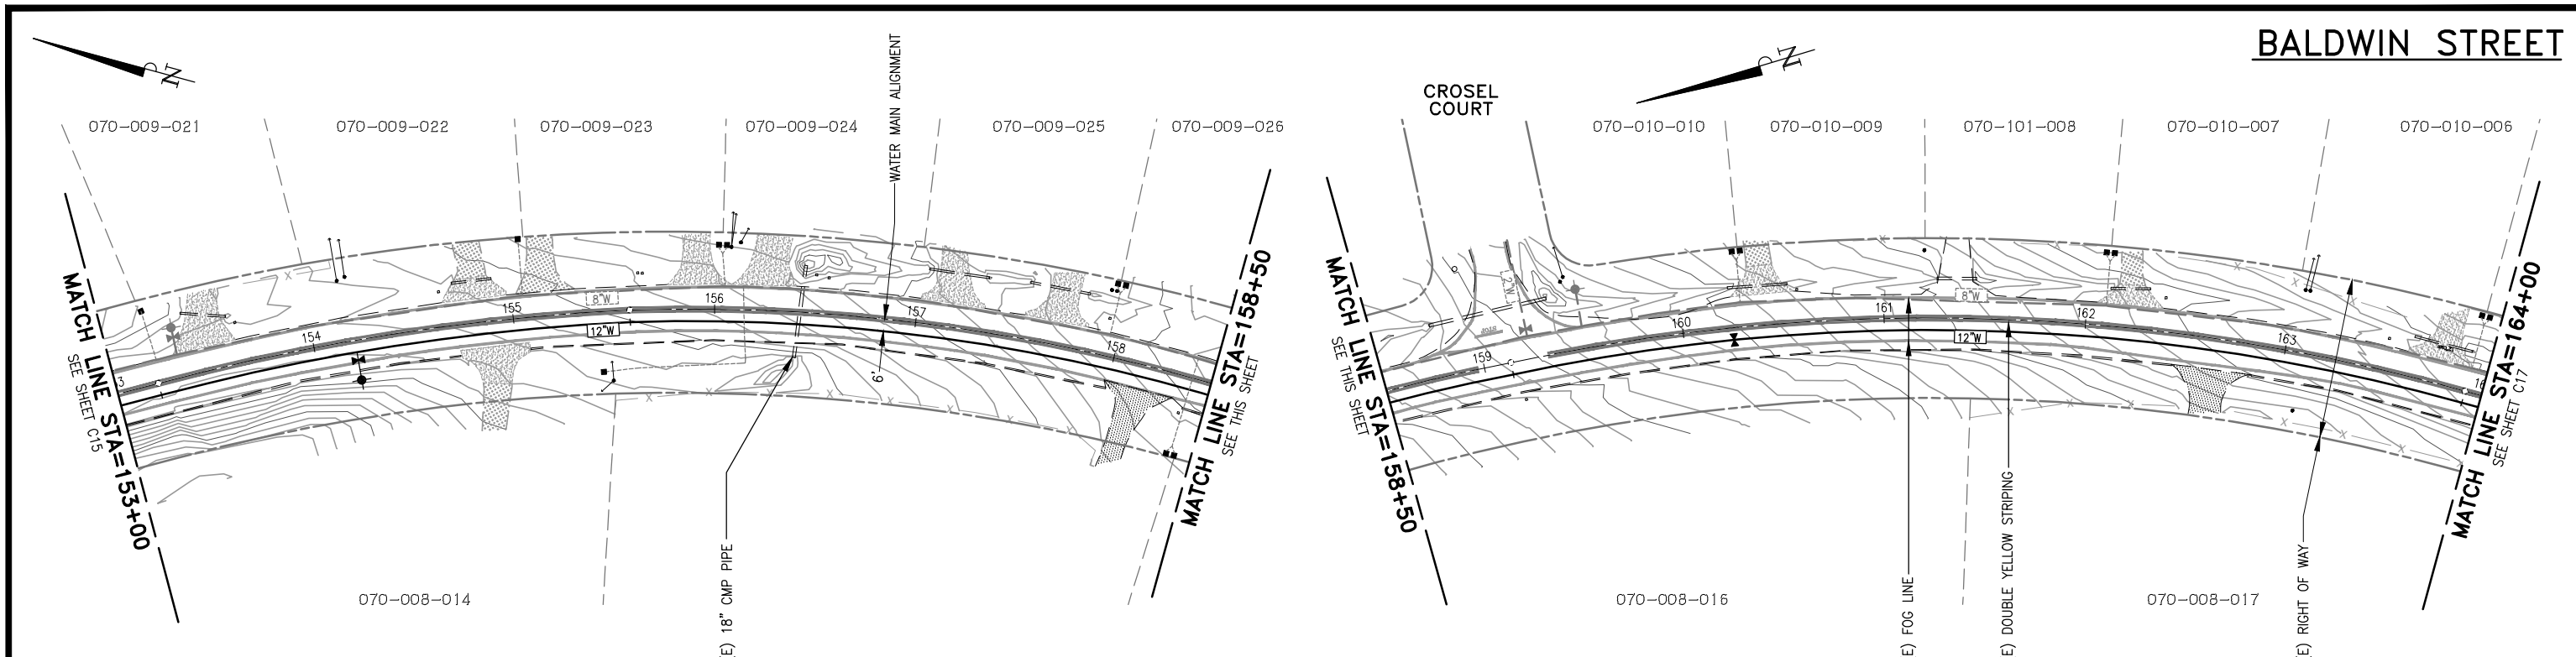 BALDWIN STREET
N
N
CROSEL
COURT
070-009-021
070-009-022
070-009-023
070-009-024
070-009-025
070-009-026
070-010-010
070-010-009
070-101-008
070-010-007
070-010-006
WATER MAIN ALIGNMENT
MATCH LINE STA=153+00
SEE SHEET C15
3
154
155
156
157
158
8"W
12"W
6'
MATCH LINE STA=158+50
SEE THIS SHEET
MATCH LINE STA=158+50
SEE THIS SHEET
2"W
STOP
159
160
161
162
163
16
8"W
12"W
MATCH LINE STA=164+00
SEE SHEET C17
070-008-014
070-008-016
070-008-017
(E) 18" CMP PIPE
E) FOG LINE
E) DOUBLE YELLOW STRIPING
(E) RIGHT OF WAY